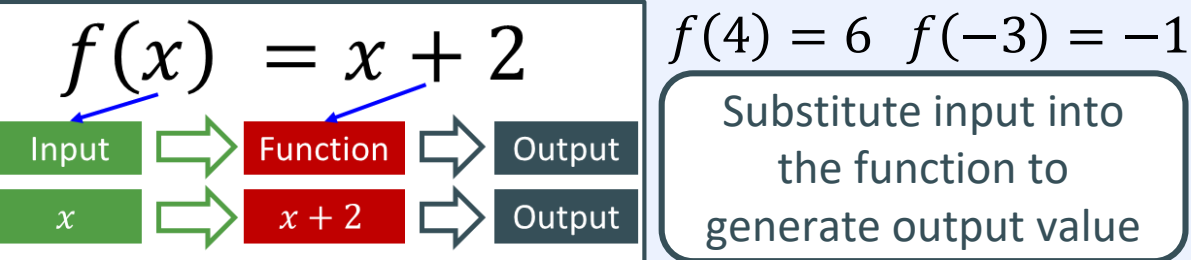 f(x) = x + 2
Input Function Output
x x + 2 Output
f(4) = 6 f(−3) = −1
Substitute input into
the function to
generate output value